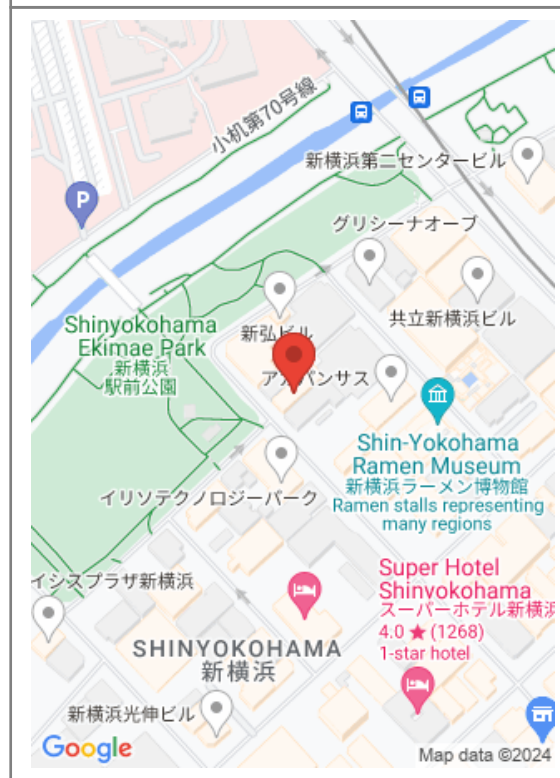 小机第70号線
新横浜第二センタービル
P
グリシーナオーブ
Shinyokohama
Ekimae Park
新横浜
駅前公園
新弘ビル
共立新横浜ビル
Shin-Yokohama
Ramen Museum
新横浜ラーメン博物館
Ramen stalls representing
many regions
イリソテクノロジーパーク
Super Hotel
Shinyokohama
スーパーホテル新横浜
4.0 ★ (1268)
1-star hotel
イシスプラザ新横浜
SHINYOKOHAMA
新横浜
新横浜光伸ビル
Google
Map data ©2024